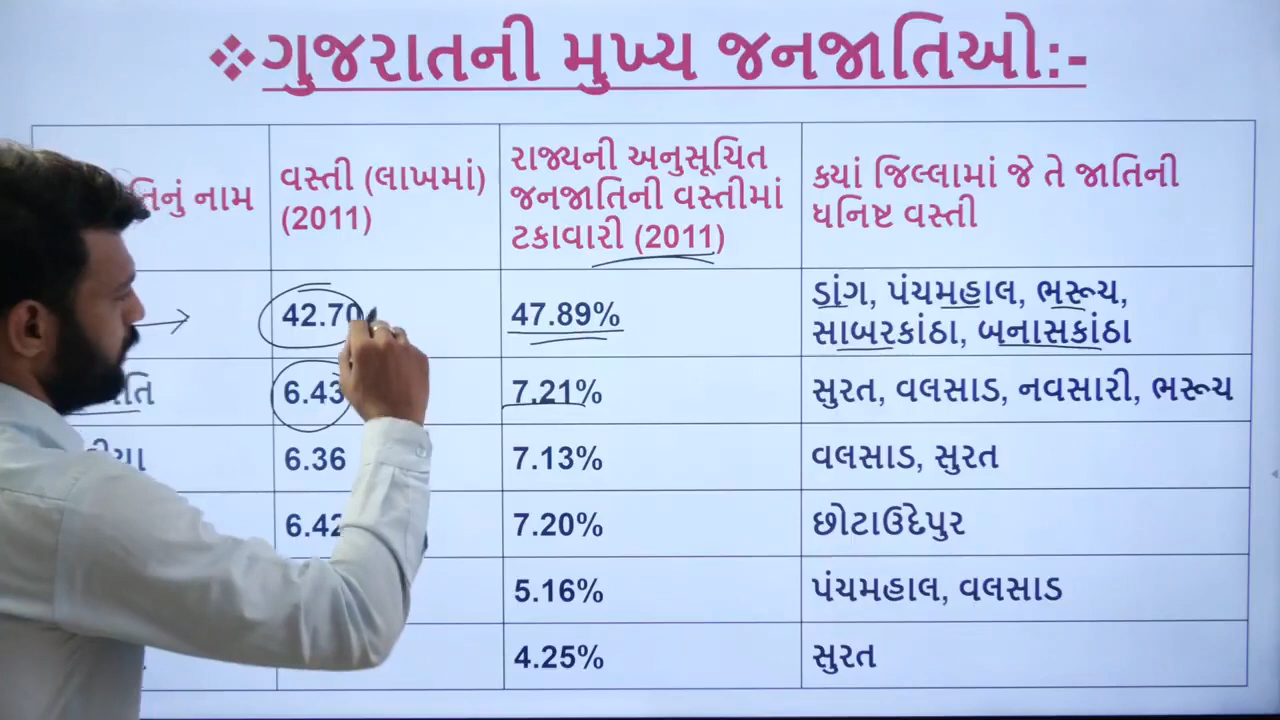 ❖ગુજરાતની મુખ્ય જનજાતિઓ:-
નામ
વસ્તી (લાખમાં)
(2011)
રાજ્યની અનુસૂચિત
જનજાતિની વસ્તીમાં
ટકાવારી (2011)
કયાં જિલ્લામાં જે તે જાતિની
ધનિષ્ટ વસ્તી
42.70
47.89%
ડાંગ, પંચમહાલ, ભરૂચ,
સાબરકાંઠા, બનાસકાંઠા
6.43
7.21%
સુરત, વલસાડ, નવસારી, ભરૂચ
6.36
7.13%
વલસાડ, સુરત
6.42
7.20%
છોટાઉદેપુર
5.16%
પંચમહાલ, વલસાડ
4.25%
સુરત